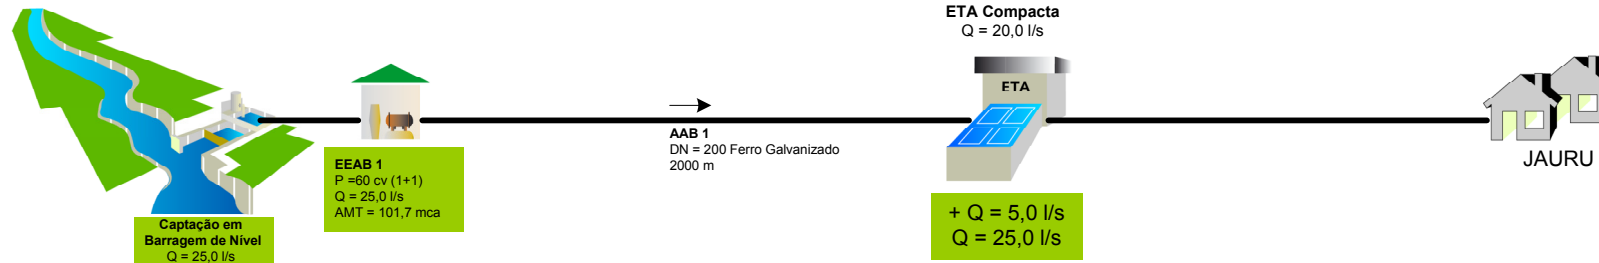 Captação em
Barragem de Nível
Q = 25,0 l/s
EEAB 1
P =60 cv (1+1)
Q = 25,0 l/s
AMT = 101,7 mca
AAB 1
DN = 200 Ferro Galvanizado
2000 m
ETA Compacta
Q = 20,0 l/s
ETA
+ Q = 5,0 l/s
Q = 25,0 l/s
JAURU